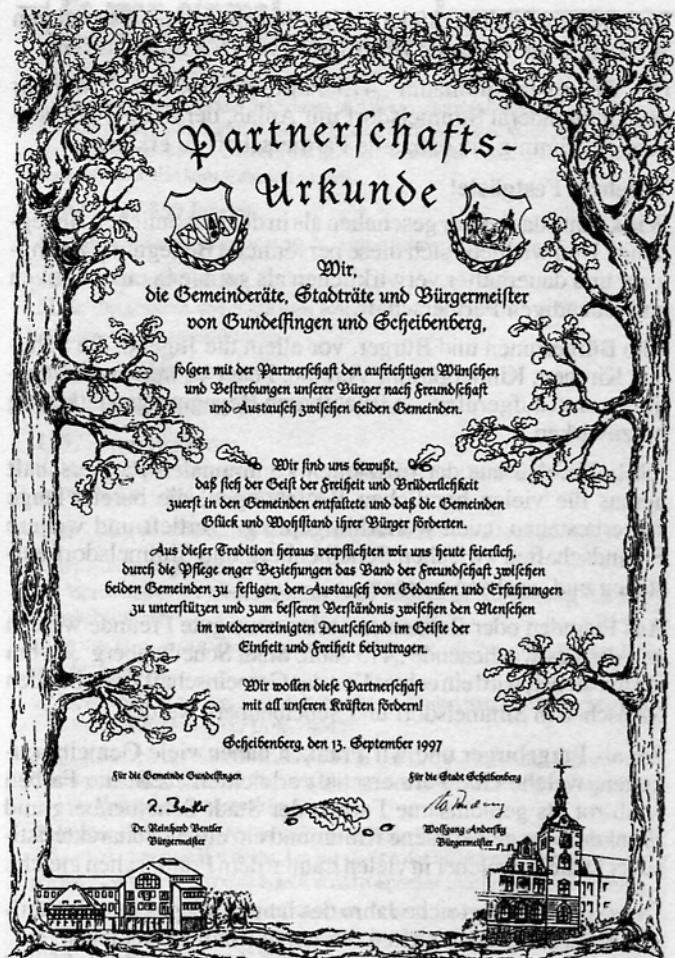 Partnerschafts-
Urkunde
Wir,
die Gemeinderäte, Stadträte und Bürgermeister
von Gundelfingen und Scheibenberg,
folgen mit der Partnerschaft den aufrichtigen Wünschen
und Bestrebungen unserer Bürger nach Freundschaft
und Austausch zwischen beiden Gemeinden.
Wir sind uns bewußt,
daß sich der Geist der Freiheit und Brüderlichkeit
zuerst in den Gemeinden entfaltete und daß die Gemeinden
Glück und Wohlstand ihrer Bürger förderten.
Aus dieser Tradition heraus verpflichten wir uns heute feierlich,
durch die Pflege enger Beziehungen das Band der Freundschaft zwischen
beiden Gemeinden zu festigen, den Austausch von Gedanken und Erfahrungen
zu unterstützen und zum besseren Verständnis zwischen den Menschen
im wiedervereinigten Deutschland im Geiste der
Einheit und Freiheit beizutragen.
Wir wollen diese Partnerschaft
mit all unseren Kräften fördern!
Scheibenberg, den 13. September 1997
Für die Gemeinde Gundelfingen
Für die Stadt Scheibenberg
Dr. Reinhard Bentler
Bürgermeister
Wolfgang Andersky
Bürgermeister